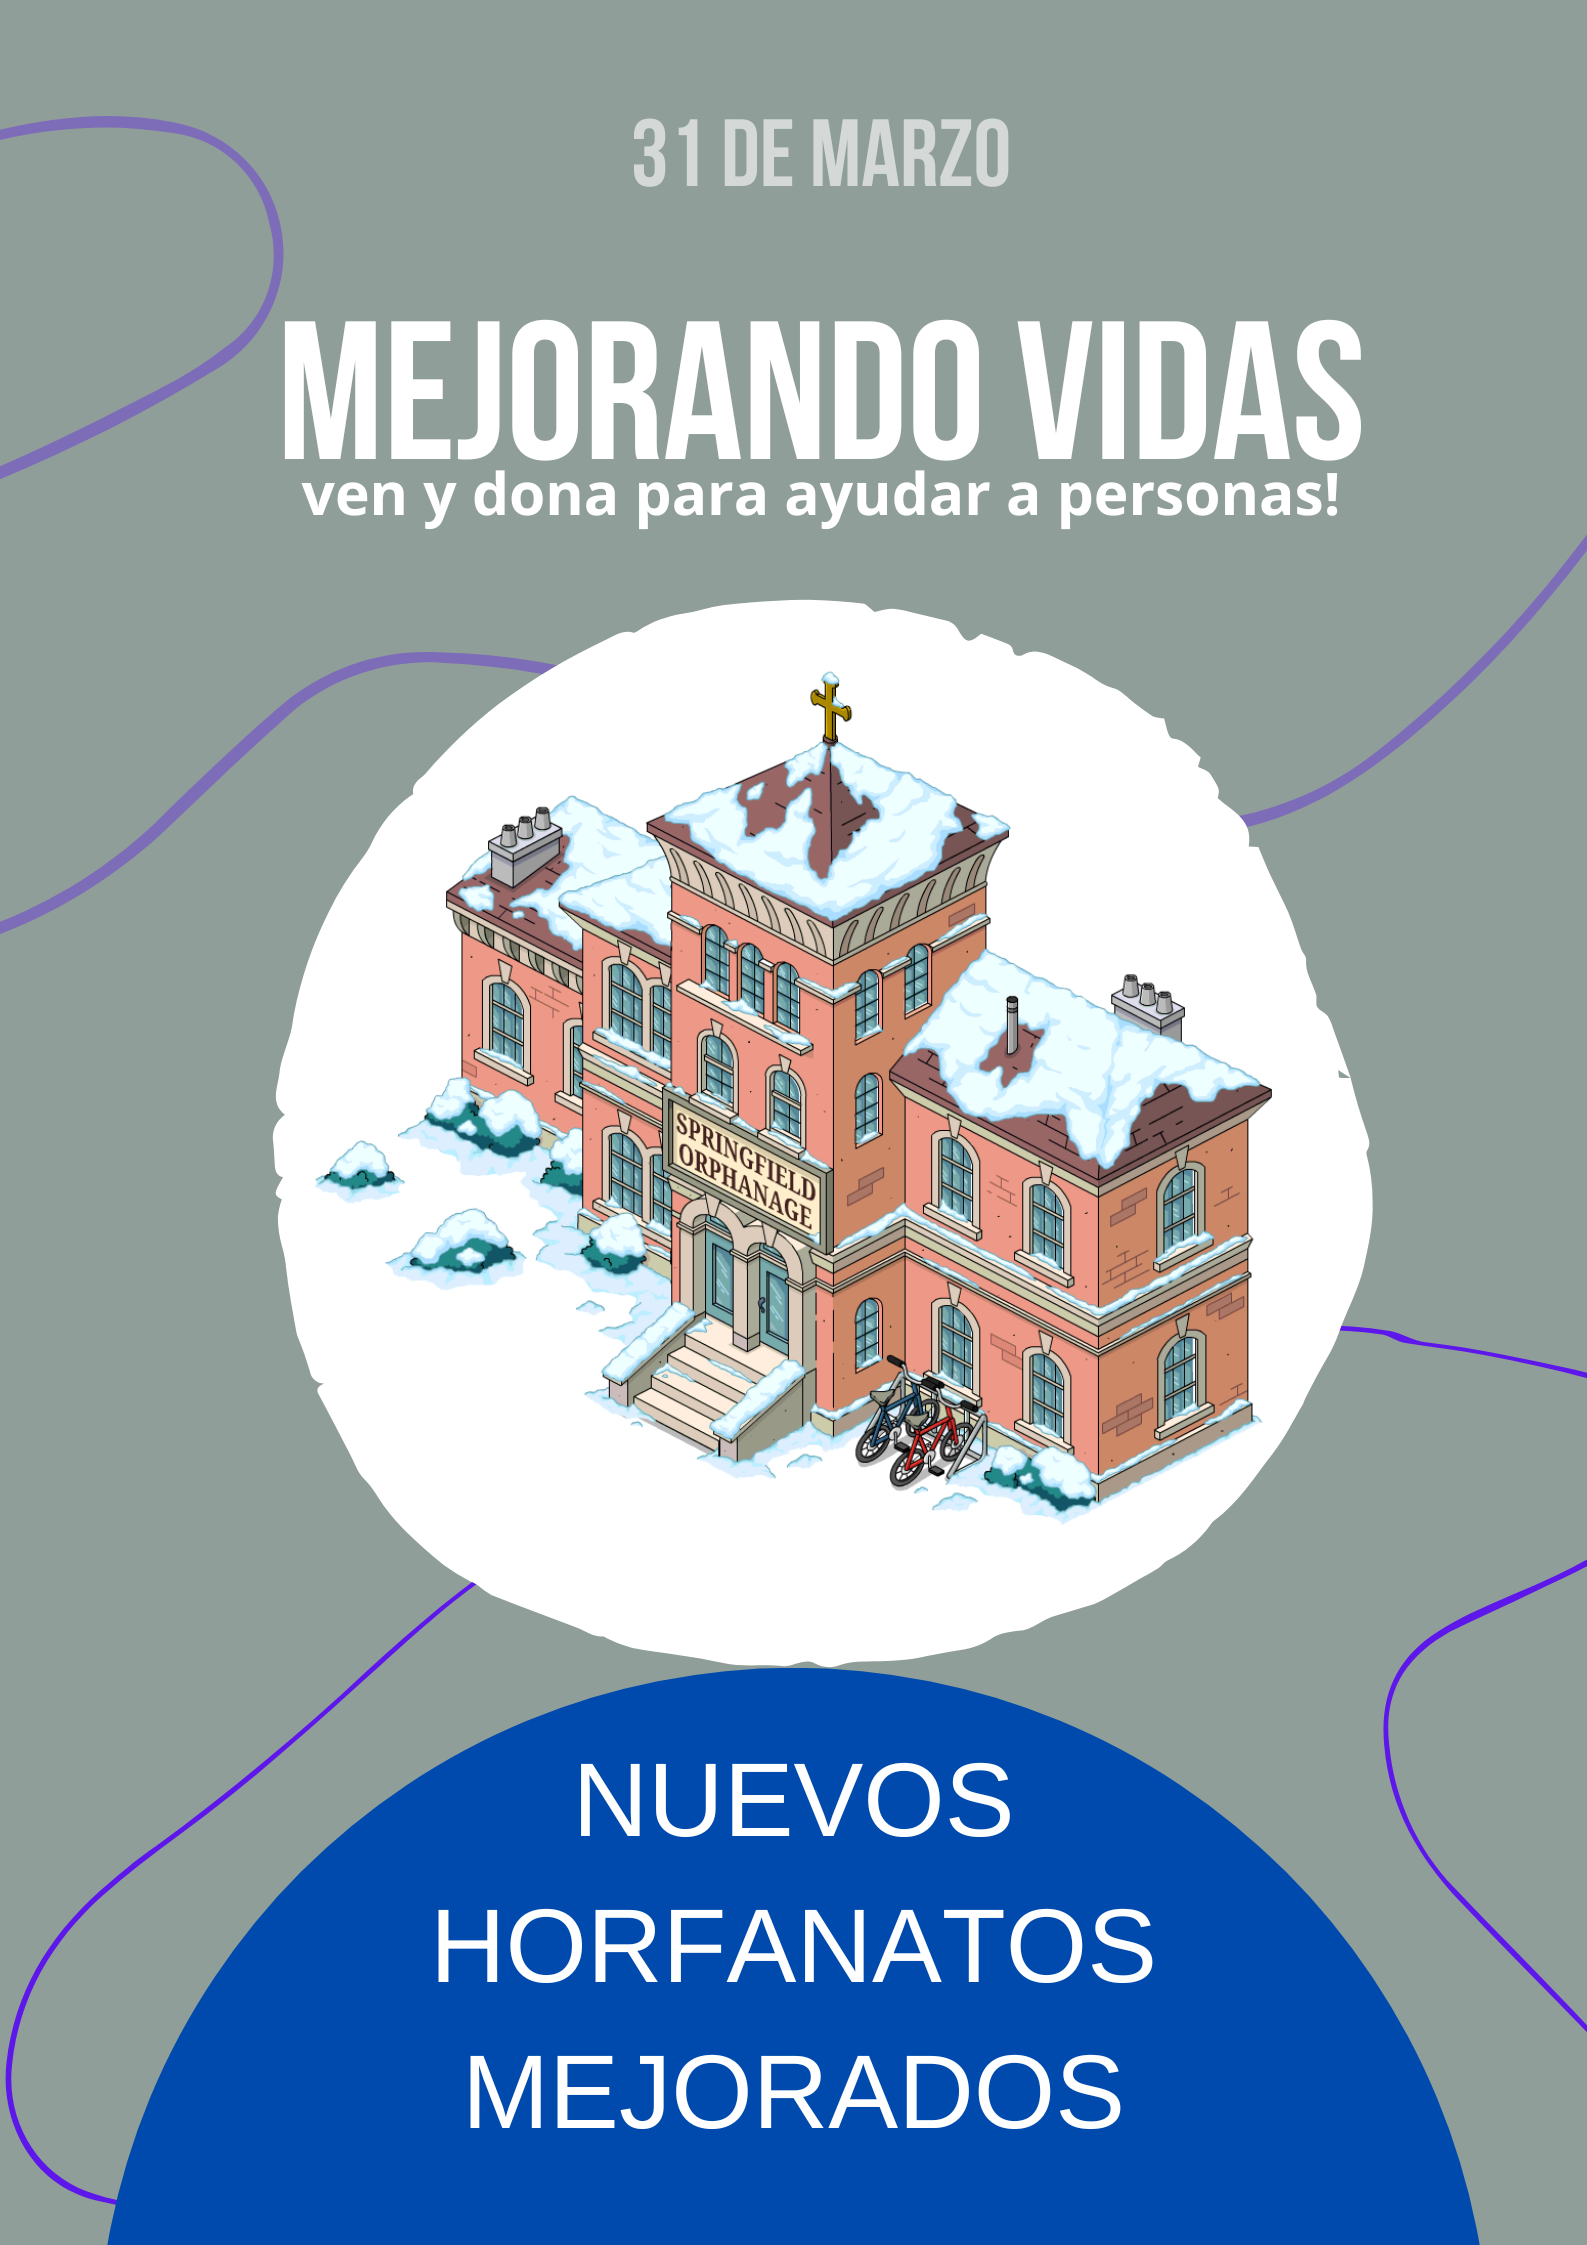 31 DE MARZO
MEJORANDO VIDAS
ven y dona para ayudar a personas!
SPRINGFIELD
ORPHANAGE
NUEVOS
HORFANATOS
MEJORADOS